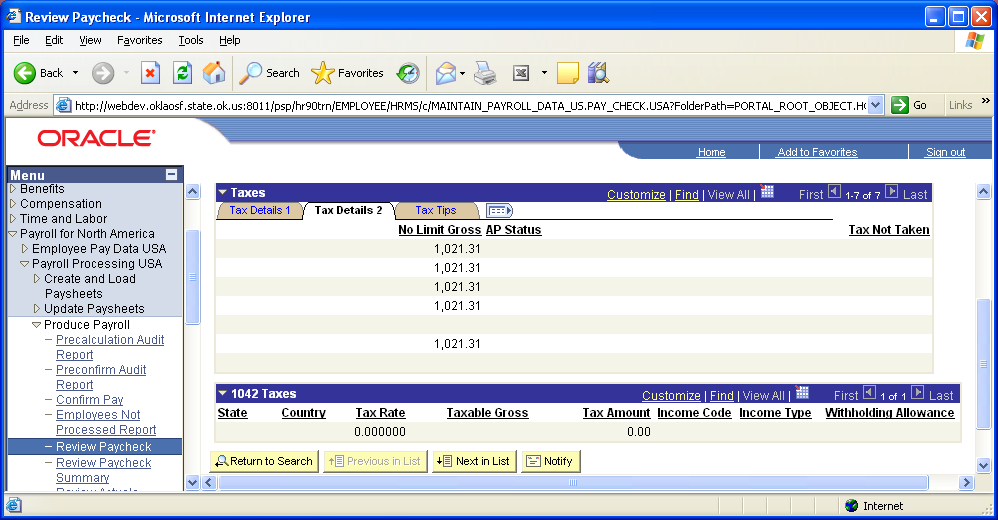 Review Paycheck - Microsoft Internet Explorer
File Edit View Favorites Tools Help
Back Search Favorites
Address http://webdev.oklaosf.state.ok.us:8011/psp/hr90trn/EMPLOYEE/HRMS/c/MAINTAIN_PAYROLL_DATA_US.PAY_CHECK.USA?FolderPath=PORTAL_ROOT_OBJECT.HC Go Links »
ORACLE®
Home Add to Favorites Sign out
Menu
Benefits
Compensation
Time and Labor
Payroll for North America
Employee Pay Data USA
Payroll Processing USA
Create and Load
Paysheets
Update Paysheets
Produce Payroll
– Precalculation Audit
Report
– Preconfirm Audit
Report
– Confirm Pay
– Employees Not
Processed Report
– Review Paycheck
– Review Paycheck
Summary
– Review Actuals
Taxes Customize | Find | View All | First 1-7 of 7 Last
Tax Details 1 Tax Details 2 Tax Tips
No Limit Gross AP Status Tax Not Taken
1,021.31
1,021.31
1,021.31
1,021.31
1,021.31
1042 Taxes Customize | Find | View All | First 1 of 1 Last
State Country Tax Rate Taxable Gross Tax Amount Income Code Income Type Withholding Allowance
0.000000 0.00
Return to Search Previous in List Next in List Notify
Internet